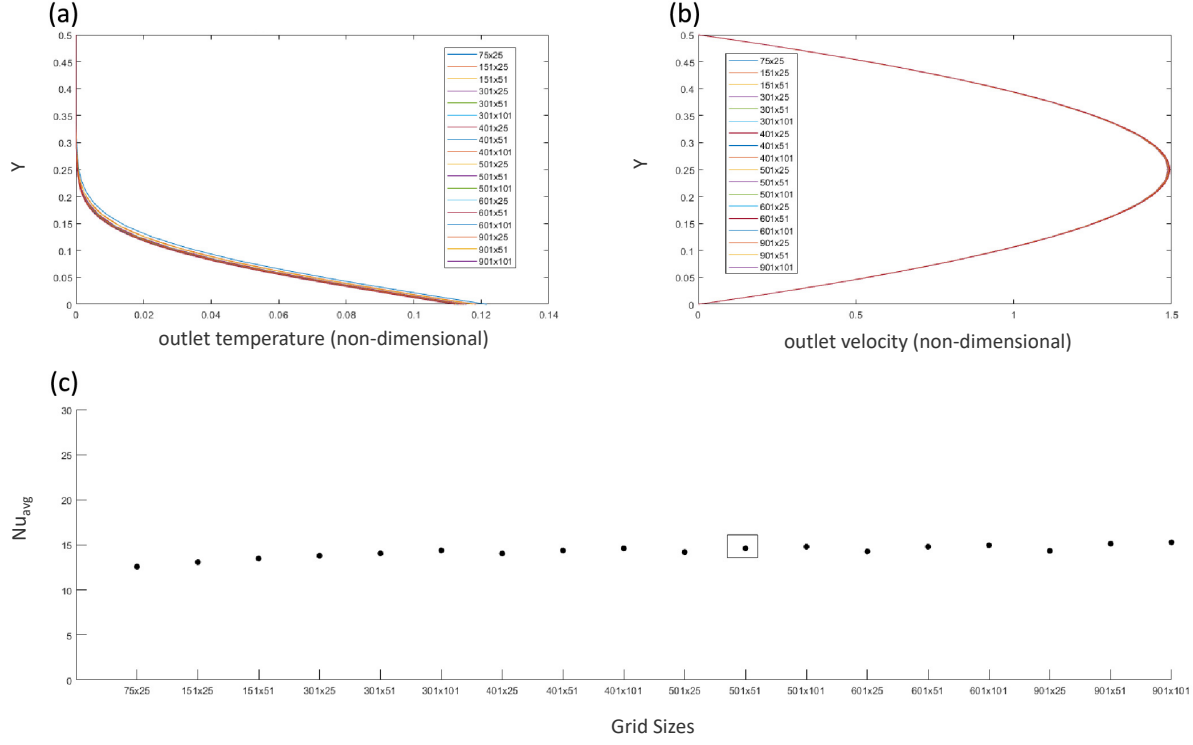 (a)
0.5
0.45
0.4
0.35
0.3
0.25
0.2
0.15
0.1
0.05
0
Y
0
0.02
0.04
0.06
0.08
0.1
0.12
0.14
outlet temperature (non-dimensional)
75x25
151x25
151x51
301x25
301x51
301x101
401x25
401x51
401x101
501x25
501x51
501x101
601x25
601x51
601x101
901x25
901x51
901x101
(b)
0.5
0.45
0.4
0.35
0.3
0.25
0.2
0.15
0.1
0.05
0
Y
0
0.5
1
1.5
outlet velocity (non-dimensional)
75x25
151x25
151x51
301x25
301x51
301x101
401x25
401x51
401x101
501x25
501x51
501x101
601x25
601x51
601x101
901x25
901x51
901x101
(c)
30
25
20
15
10
5
0
Nuavg
75x25
151x25
151x51
301x25
301x51
301x101
401x25
401x51
401x101
501x25
501x51
501x101
601x25
601x51
601x101
901x25
901x51
901x101
Grid Sizes